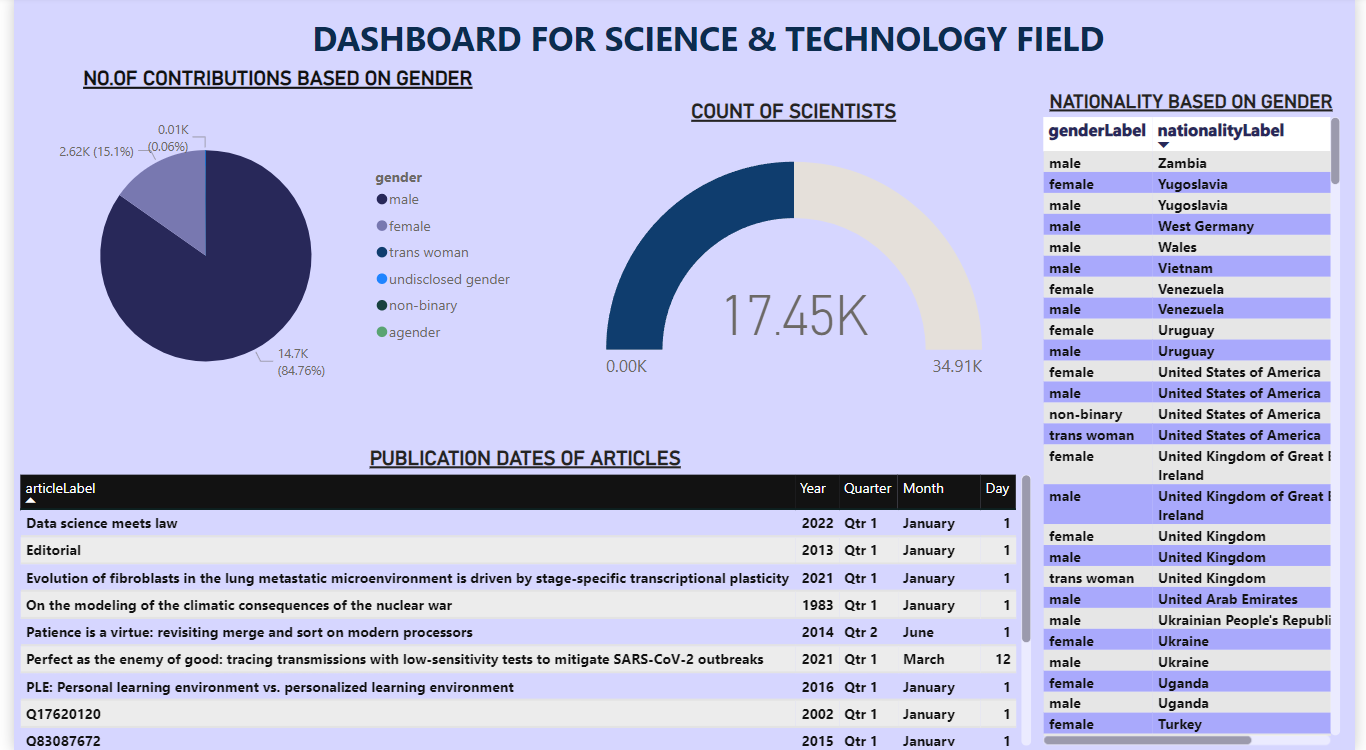 DASHBOARD FOR SCIENCE & TECHNOLOGY FIELD
NO.OF CONTRIBUTIONS BASED ON GENDER
0.01K
(0.06%)
2.62K (15.1%)
14.7K
(84.76%)
gender
male
female
trans woman
undisclosed gender
non-binary
agender
COUNT OF SCIENTISTS
17.45K
0.00K
34.91K
NATIONALITY BASED ON GENDER
genderLabel nationalityLabel
male Zambia
female Yugoslavia
male Yugoslavia
male West Germany
male Wales
male Vietnam
female Venezuela
male Venezuela
female Uruguay
male Uruguay
female United States of America
male United States of America
non-binary United States of America
trans woman United States of America
female United Kingdom of Great
Ireland
male United Kingdom of Great
Ireland
female United Kingdom
male United Kingdom
trans woman United Kingdom
male United Arab Emirates
male Ukrainian People's Republi
female Ukraine
male Ukraine
female Uganda
male Uganda
female Turkey
PUBLICATION DATES OF ARTICLES
articleLabel Year Quarter Month Day
Data science meets law 2022 Qtr 1 January 1
Editorial 2013 Qtr 1 January 1
Evolution of fibroblasts in the lung metastatic microenvironment is driven by stage-specific transcriptional plasticity 2021 Qtr 1 January 1
On the modeling of the climatic consequences of the nuclear war 1983 Qtr 1 January 1
Patience is a virtue: revisiting merge and sort on modern processors 2014 Qtr 2 June 1
Perfect as the enemy of good: tracing transmissions with low-sensitivity tests to mitigate SARS-CoV-2 outbreaks 2021 Qtr 1 March 12
PLE: Personal learning environment vs. personalized learning environment 2016 Qtr 1 January 1
Q17620120 2002 Qtr 1 January 1
Q83087672 2015 Qtr 1 January 1